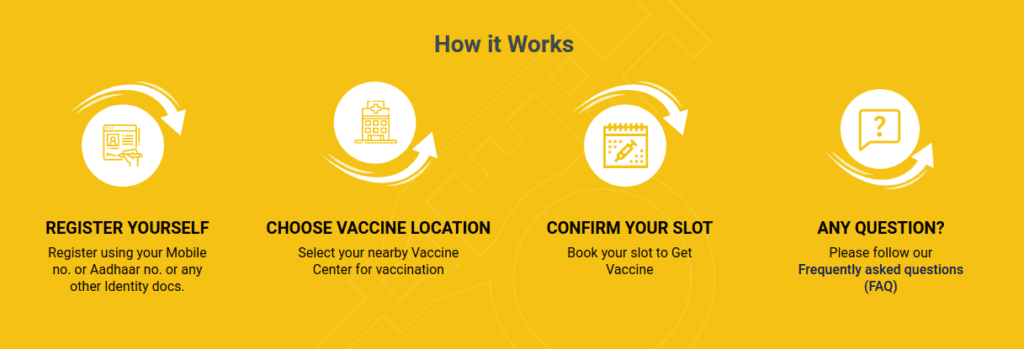 How it Works
REGISTER YOURSELF
Register using your Mobile
no. or Aadhaar no. or any
other Identity docs.
CHOOSE VACCINE LOCATION
Select your nearby Vaccine
Center for vaccination
CONFIRM YOUR SLOT
Book your slot to Get
Vaccine
?
ANY QUESTION?
Please follow our
Frequently asked questions
(FAQ)